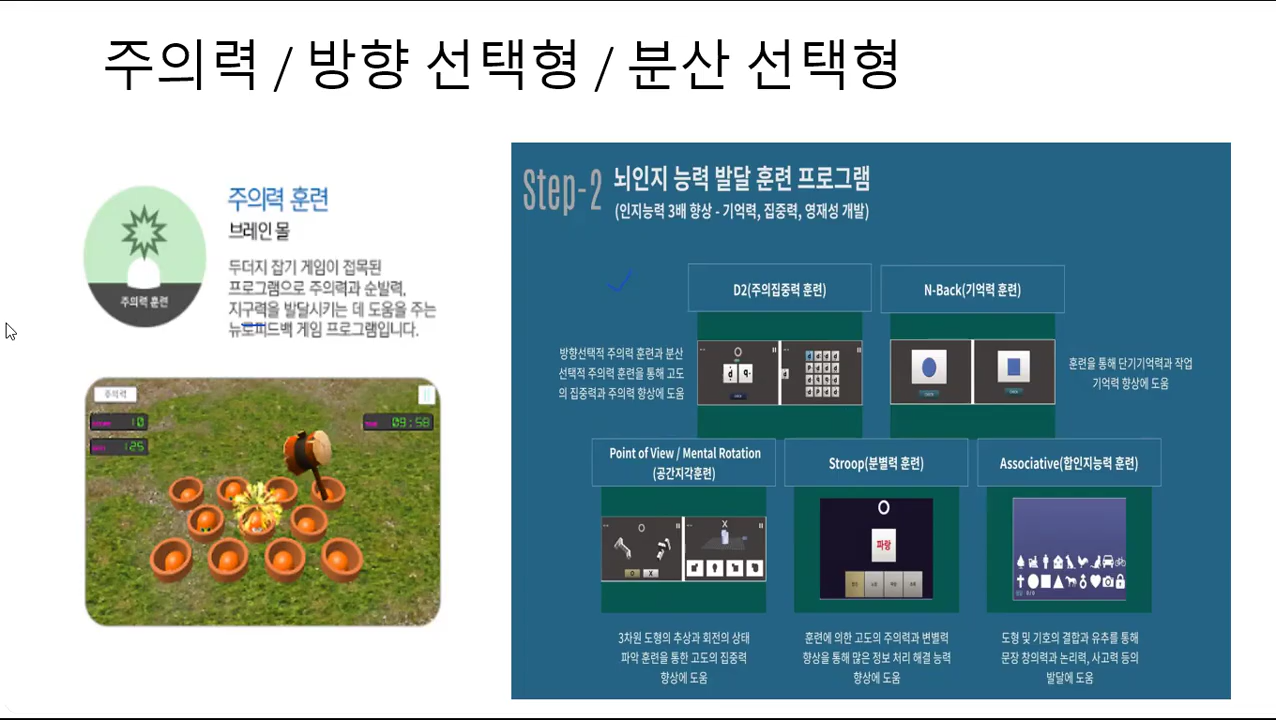 주의력 / 방향 선택형 / 분산 선택형
주의력 훈련
브레인 몰
두더지 잡기 게임이 접목된
프로그램으로 주의력과 순발력,
지구력을 발달시키는 데 도움을 주는
뉴로피드백 게임 프로그램입니다.
주의력 훈련
주의력
10
125
09:58
Step-2
뇌인지 능력 발달 훈련 프로그램
(인지능력 3배 향상 - 기억력, 집중력, 영재성 개발)
D2(주의집중력 훈련)
방향선택적 주의력 훈련과 분산
선택적 주의력 훈련을 통해 고도
의 집중력과 주의력 향상에 도움
N-Back(기억력 훈련)
훈련을 통해 단기기억력과 작업
기억력 향상에 도움
Point of View / Mental Rotation
(공간지각훈련)
O X
X
3차원 도형의 추상과 회전의 상태
파악 훈련을 통한 고도의 집중력
향상에 도움
Stroop(분별력 훈련)
파랑
훈련에 의한 고도의 주의력과 변별력
향상을 통해 많은 정보 처리 해결 능력
향상에 도움
Associative(합인지능력 훈련)
0/0
도형 및 기호의 결합과 유추를 통해
문장 창의력과 논리력, 사고력 등의
발달에 도움